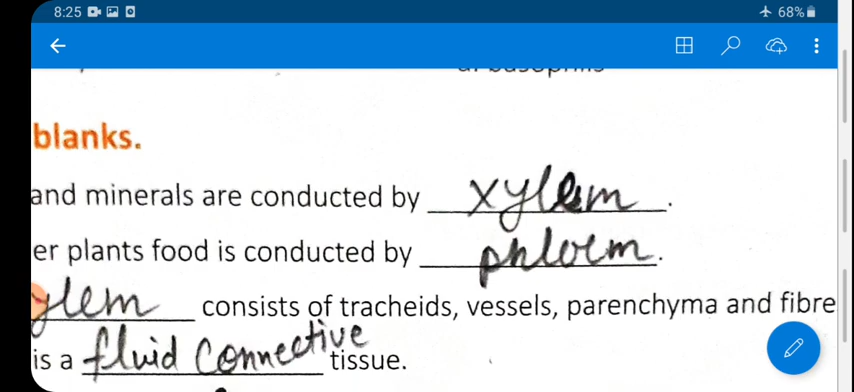 8:25 68%
blanks.
and minerals are conducted by xylem.
er plants food is conducted by phloem.
ylem consists of tracheids, vessels, parenchyma and fibre
is a fluid connective tissue.